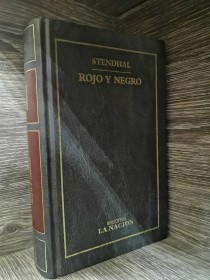 STENDHAL
ROJO Y NEGRO
BIBLIOTECA
LA NACION